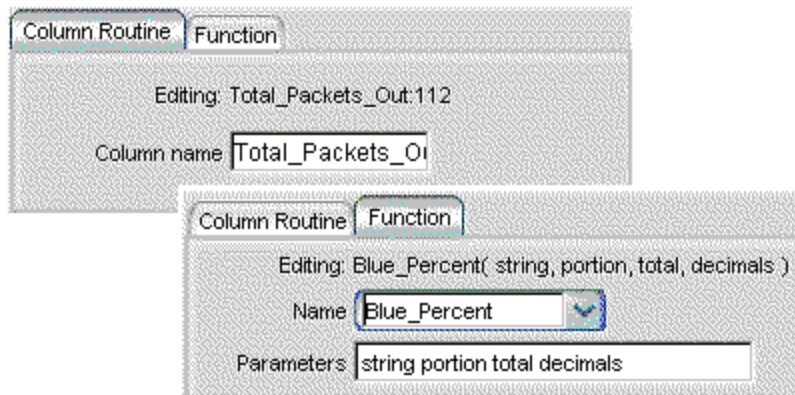 Column Routine Function
Editing: Total_Packets_Out:112
Column name Total_Packets_O
Column Routine Function
Editing: Blue_Percent( string, portion, total, decimals )
Name Blue_Percent
Parameters string portion total decimals